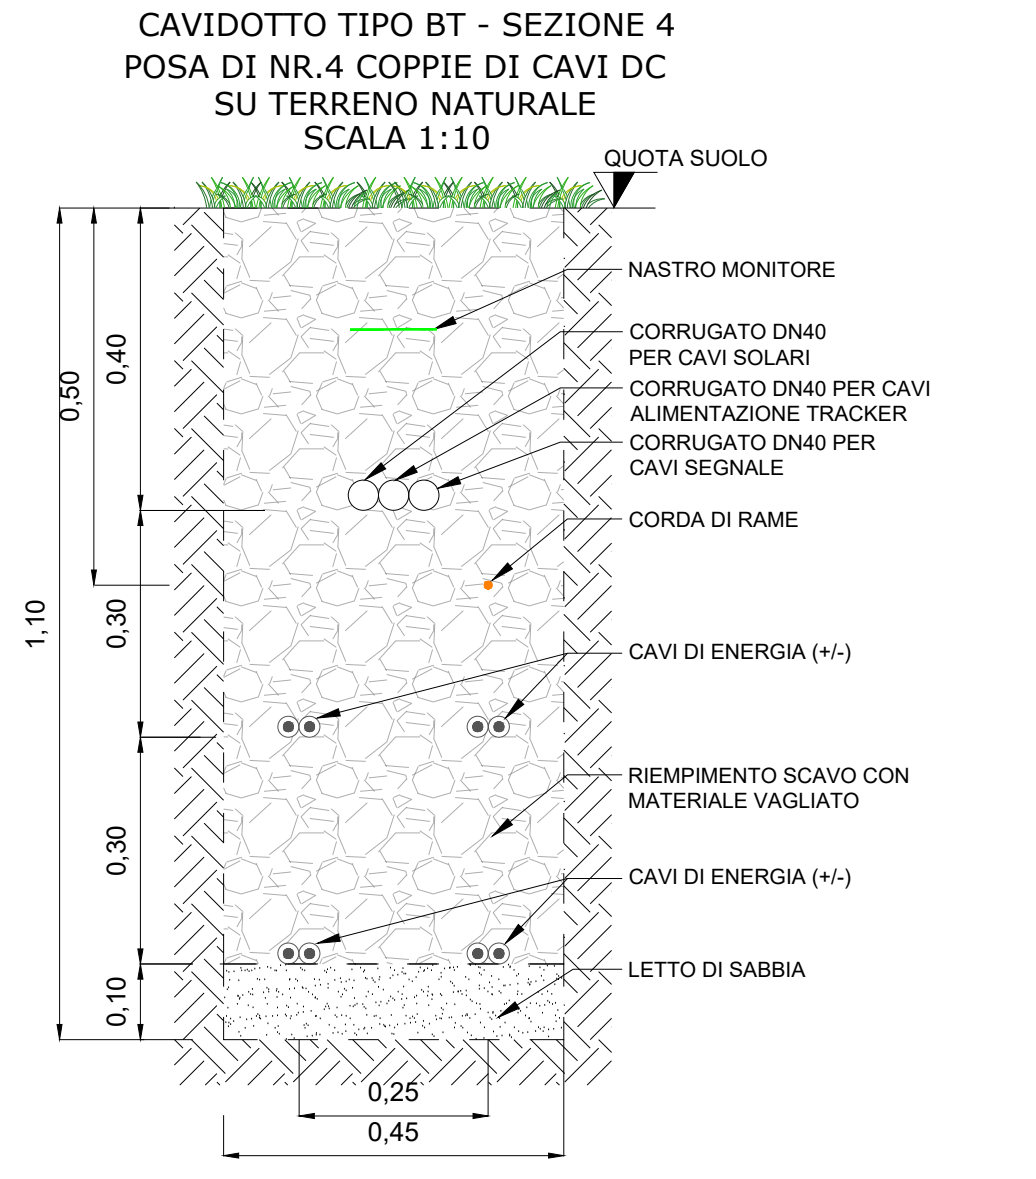 CAVIDOTTO TIPO BT - SEZIONE 4
POSA DI NR.4 COPPIE DI CAVI DC
SU TERRENO NATURALE
SCALA 1:10
QUOTA SUOLO
NASTRO MONITORE
CORRUGATO DN40
PER CAVI SOLARI
CORRUGATO DN40 PER CAVI
ALIMENTAZIONE TRACKER
CORRUGATO DN40 PER
CAVI SEGNALE
CORDA DI RAME
CAVI DI ENERGIA (+/-)
RIEMPIMENTO SCAVO CON
MATERIALE VAGLIATO
CAVI DI ENERGIA (+/-)
LETTO DI SABBIA
1,10
0,50
0,40
0,30
0,30
0,10
0,25
0,45